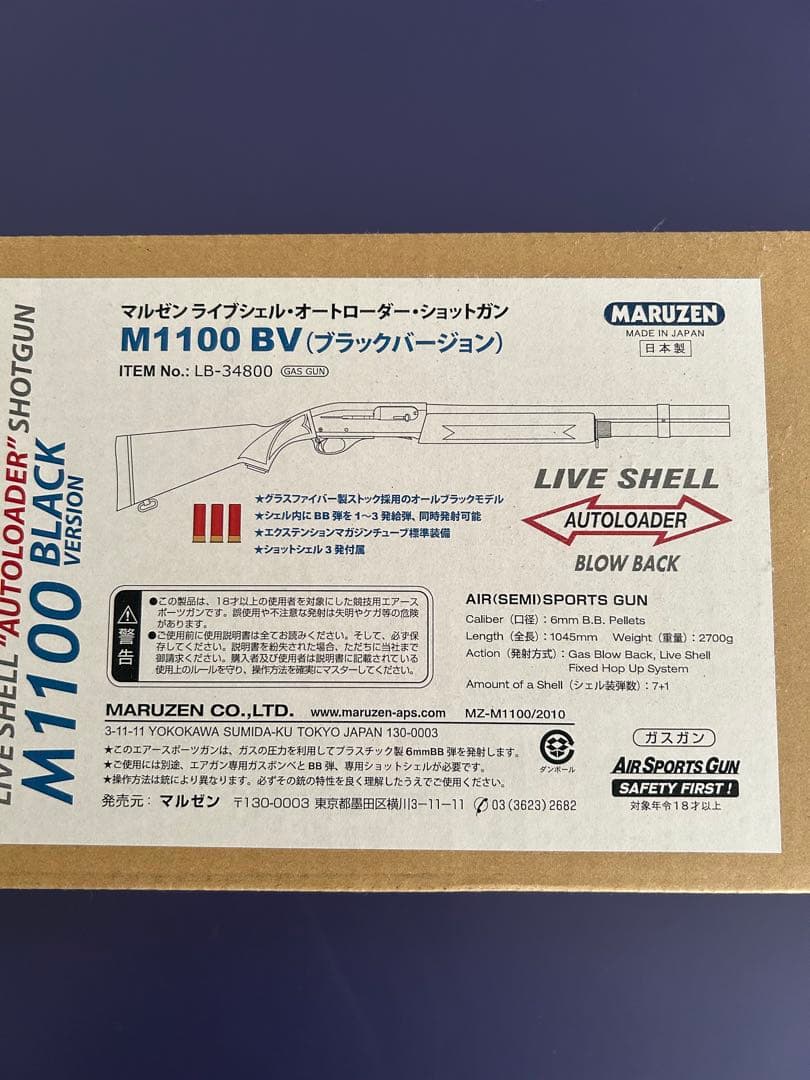 LIVE SHELL "AUTOLOADER" SHOTGUN
M1100 BLACK
VERSION
マルゼン ライブシェル・オートローダー・ショットガン
M1100 BV(ブラックバージョン)
ITEM No.: LB-34800 GAS GUN
MARUZEN
MADE IN JAPAN
日本製
★グラスファイバー製ストック採用のオールブラックモデル
★シェル内にBB弾を1〜3発給弾、同時発射可能
★エクステンションマガジンチューブ標準装備
★ショットシェル3発付属
LIVE SHELL
AUTOLOADER
BLOW BACK
警告
●この製品は、18才以上の使用者を対象にした競技用エアースポーツガンです。誤使用や不注意な発射は失明やケガ等の危険
があります。
●ご使用前に使用説明書は全てお読みください。そして、必ず保
存してください。説明書を紛失された場合、ただちに当社まで
御請求ください。購入者及び使用者は説明書に記載されている
使用上のルールを守り、操作方法を確実にマスターしてください。
AIR(SEMI)SPORTS GUN
Caliber(口径):6mm B.B. Pellets
Length(全長):1045mm Weight(重量):2700g
Action(発射方式):Gas Blow Back, Live Shell
Fixed Hop Up System
Amount of a Shell(シェル装弾数):7+1
MARUZEN CO.,LTD. www.maruzen-aps.com MZ-M1100/2010
3-11-11 YOKOKAWA SUMIDA-KU TOKYO JAPAN 130-0003
★このエアースポーツガンは、ガスの圧力を利用してプラスチック製6mmBB弾を発射します。
★ご使用には別途、エアガン専用ガスボンベとBB弾、専用ショットシェルが必要です。
★操作方法は銃により異なります。必ずその銃の特性を良く理解したうえでご使用ください。
発売元:マルゼン 〒130-0003 東京都墨田区横川3-11-11 03(3623)2682
ダンボール
ガスガン
AIR SPORTS GUN
SAFETY FIRST!
対象年令18才以上